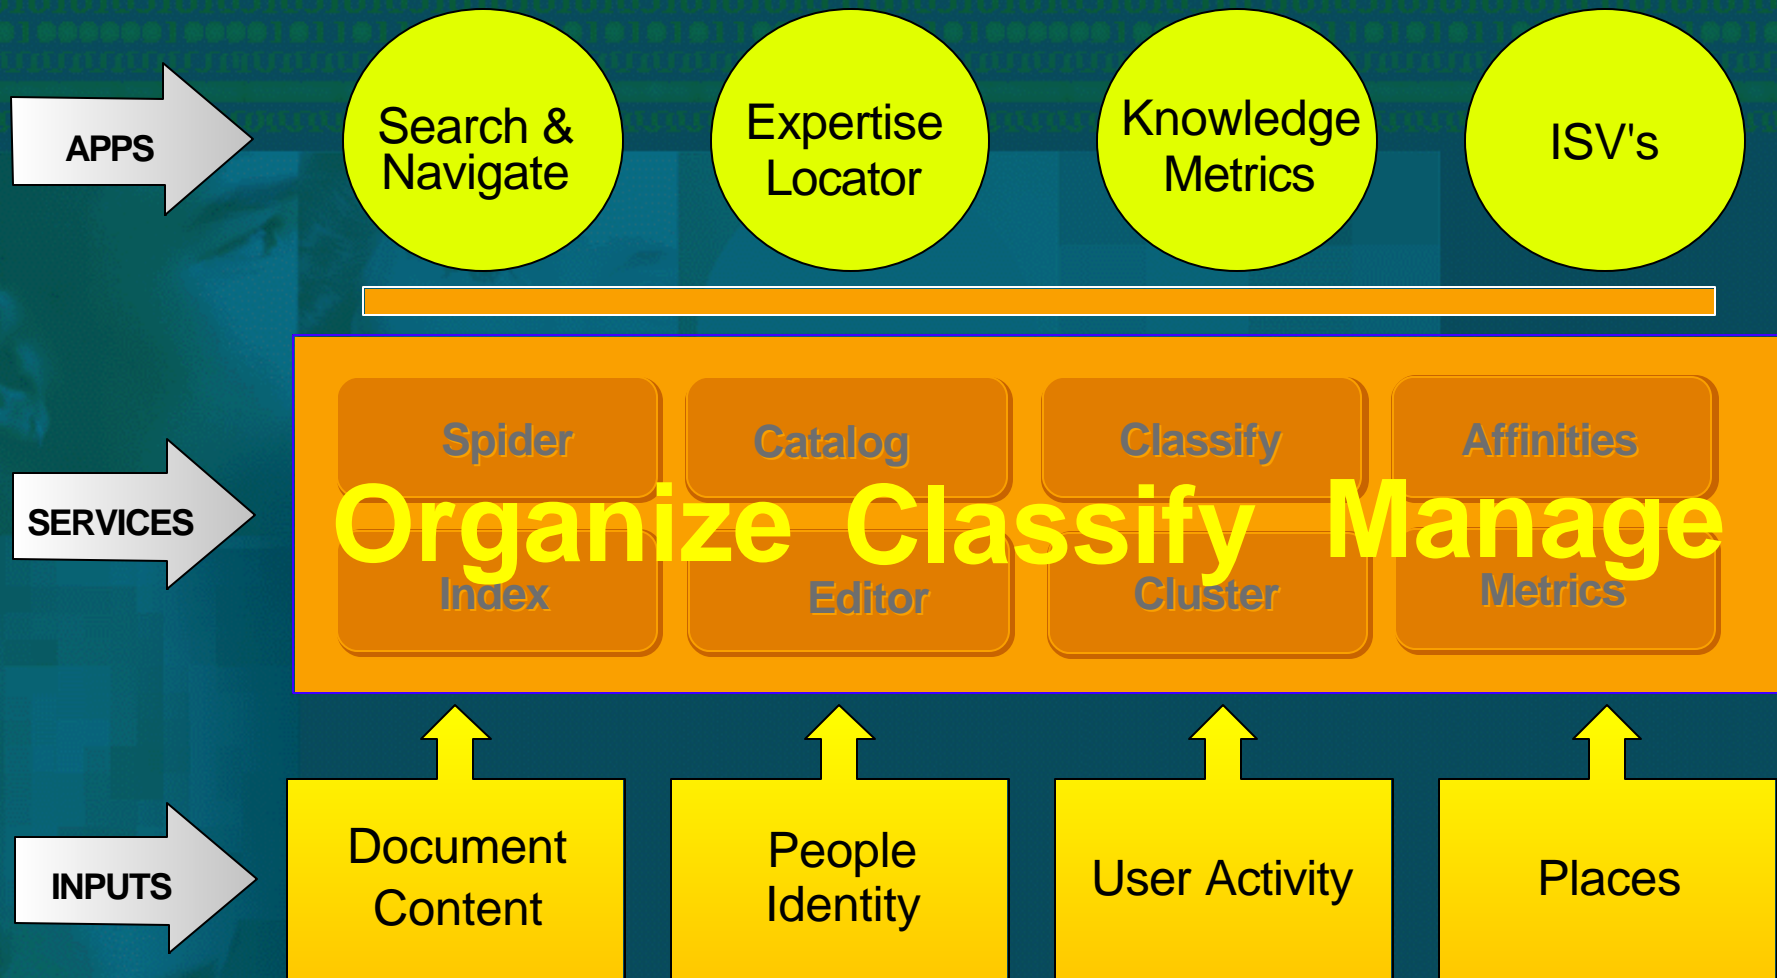 APPS
Search &
Navigate
Expertise
Locator
Knowledge
Metrics
ISV's
SERVICES
Spider
Catalog
Classify
Affinities
Organize Classify Manage
Index
Editor
Cluster
Metrics
INPUTS
Document
Content
People
Identity
User Activity
Places